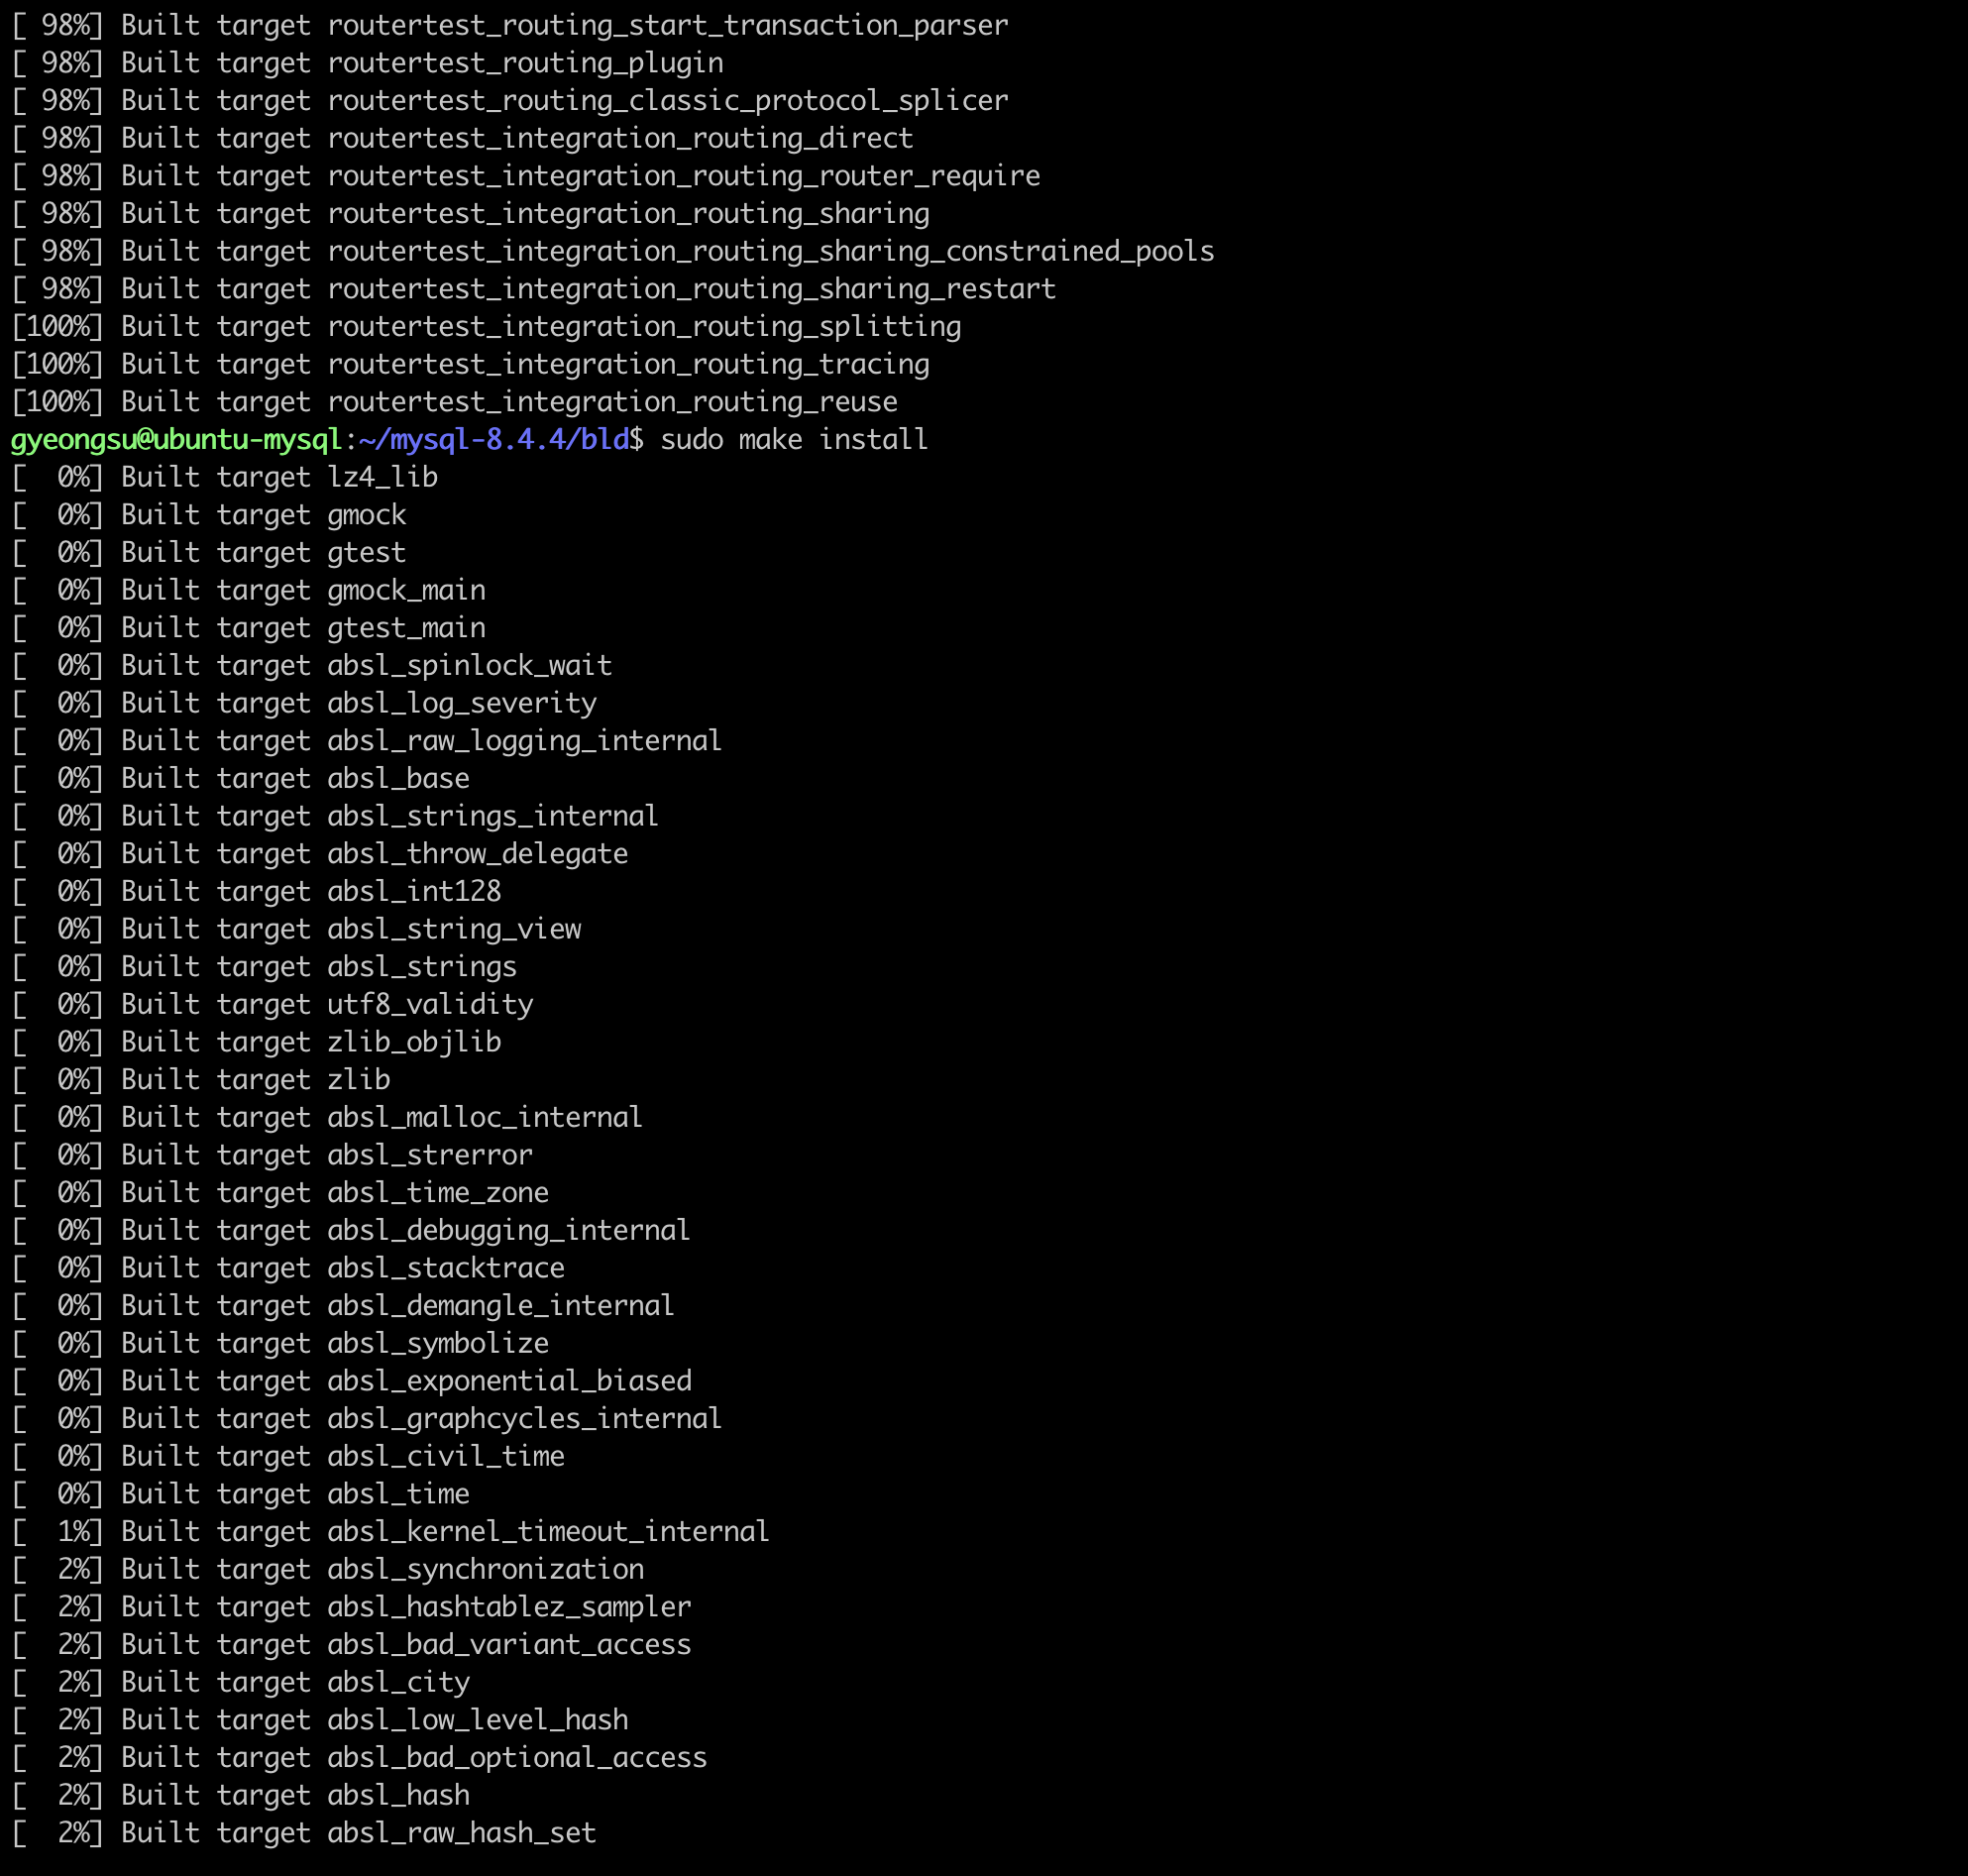 [ 98%] Built target routertest_routing_start_transaction_parser
[ 98%] Built target routertest_routing_plugin
[ 98%] Built target routertest_routing_classic_protocol_splicer
[ 98%] Built target routertest_integration_routing_direct
[ 98%] Built target routertest_integration_routing_router_require
[ 98%] Built target routertest_integration_routing_sharing
[ 98%] Built target routertest_integration_routing_sharing_constrained_pools
[ 98%] Built target routertest_integration_routing_sharing_restart
[100%] Built target routertest_integration_routing_splitting
[100%] Built target routertest_integration_routing_tracing
[100%] Built target routertest_integration_routing_reuse
gyeongsu@ubuntu-mysql:~/mysql-8.4.4/bld$ sudo make install
[  0%] Built target lz4_lib
[  0%] Built target gmock
[  0%] Built target gtest
[  0%] Built target gmock_main
[  0%] Built target gtest_main
[  0%] Built target absl_spinlock_wait
[  0%] Built target absl_log_severity
[  0%] Built target absl_raw_logging_internal
[  0%] Built target absl_base
[  0%] Built target absl_strings_internal
[  0%] Built target absl_throw_delegate
[  0%] Built target absl_int128
[  0%] Built target absl_string_view
[  0%] Built target absl_strings
[  0%] Built target utf8_validity
[  0%] Built target zlib_objlib
[  0%] Built target zlib
[  0%] Built target absl_malloc_internal
[  0%] Built target absl_strerror
[  0%] Built target absl_time_zone
[  0%] Built target absl_debugging_internal
[  0%] Built target absl_stacktrace
[  0%] Built target absl_demangle_internal
[  0%] Built target absl_symbolize
[  0%] Built target absl_exponential_biased
[  0%] Built target absl_graphcycles_internal
[  0%] Built target absl_civil_time
[  0%] Built target absl_time
[  1%] Built target absl_kernel_timeout_internal
[  2%] Built target absl_synchronization
[  2%] Built target absl_hashtablez_sampler
[  2%] Built target absl_bad_variant_access
[  2%] Built target absl_city
[  2%] Built target absl_low_level_hash
[  2%] Built target absl_bad_optional_access
[  2%] Built target absl_hash
[  2%] Built target absl_raw_hash_set